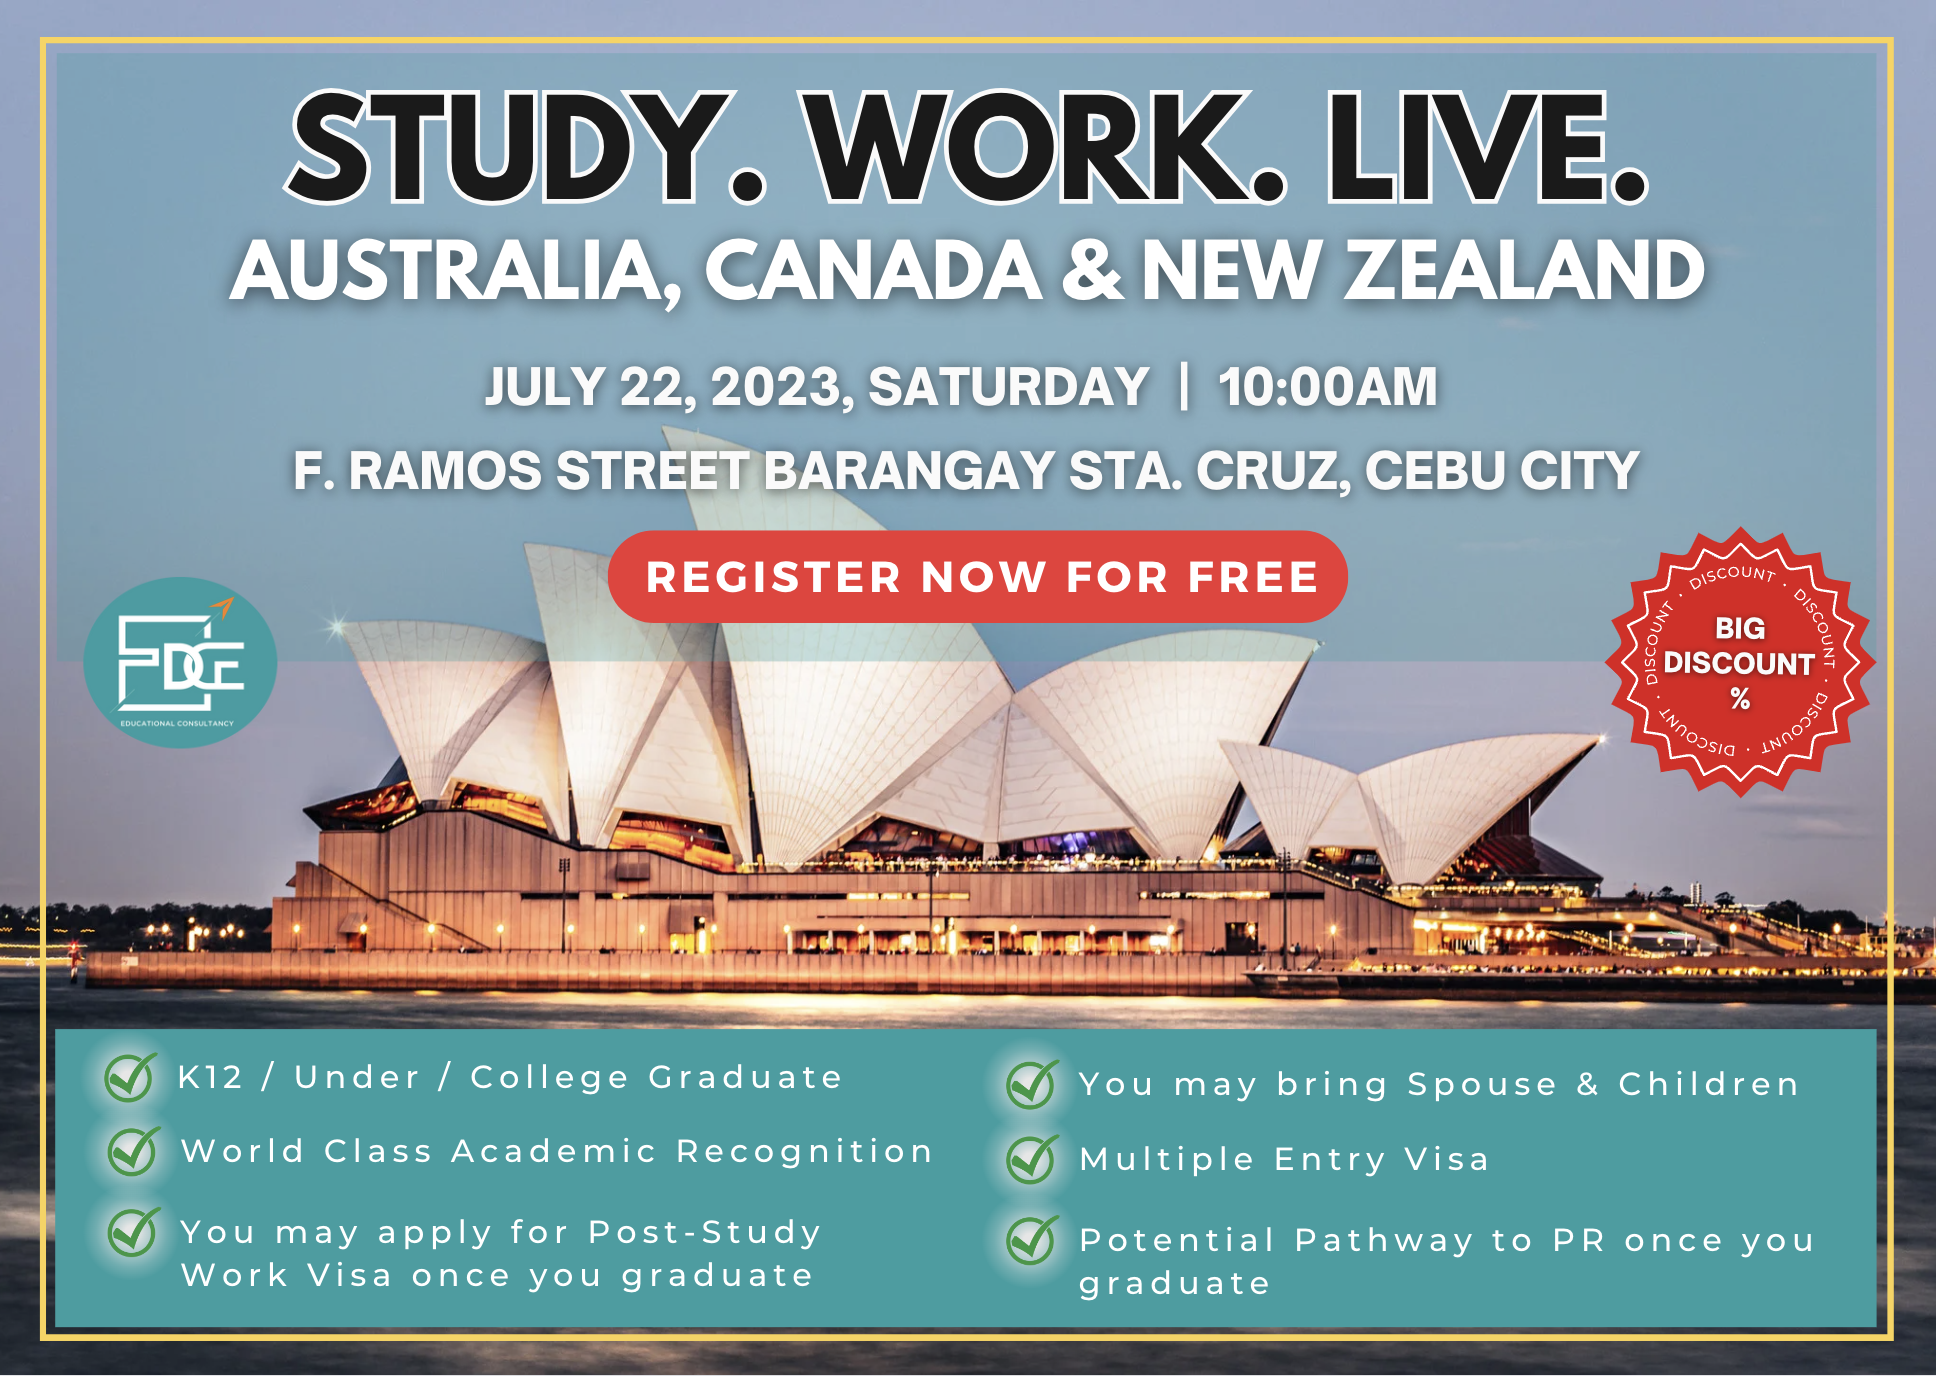 STUDY. WORK. LIVE.
AUSTRALIA, CANADA & NEW ZEALAND
JULY 22, 2023, SATURDAY | 10:00AM
F. RAMOS STREET BARANGAY STA. CRUZ, CEBU CITY
REGISTER NOW FOR FREE
EDGE
EDUCATIONAL CONSULTANCY
DISCOUNT · DISCOUNT · DISCOUNT · DISCOUNT · DISCOUNT · DISCOUNT ·
BIG
DISCOUNT
%
K12 / Under / College Graduate
World Class Academic Recognition
You may apply for Post-Study
Work Visa once you graduate
You may bring Spouse & Children
Multiple Entry Visa
Potential Pathway to PR once you
graduate